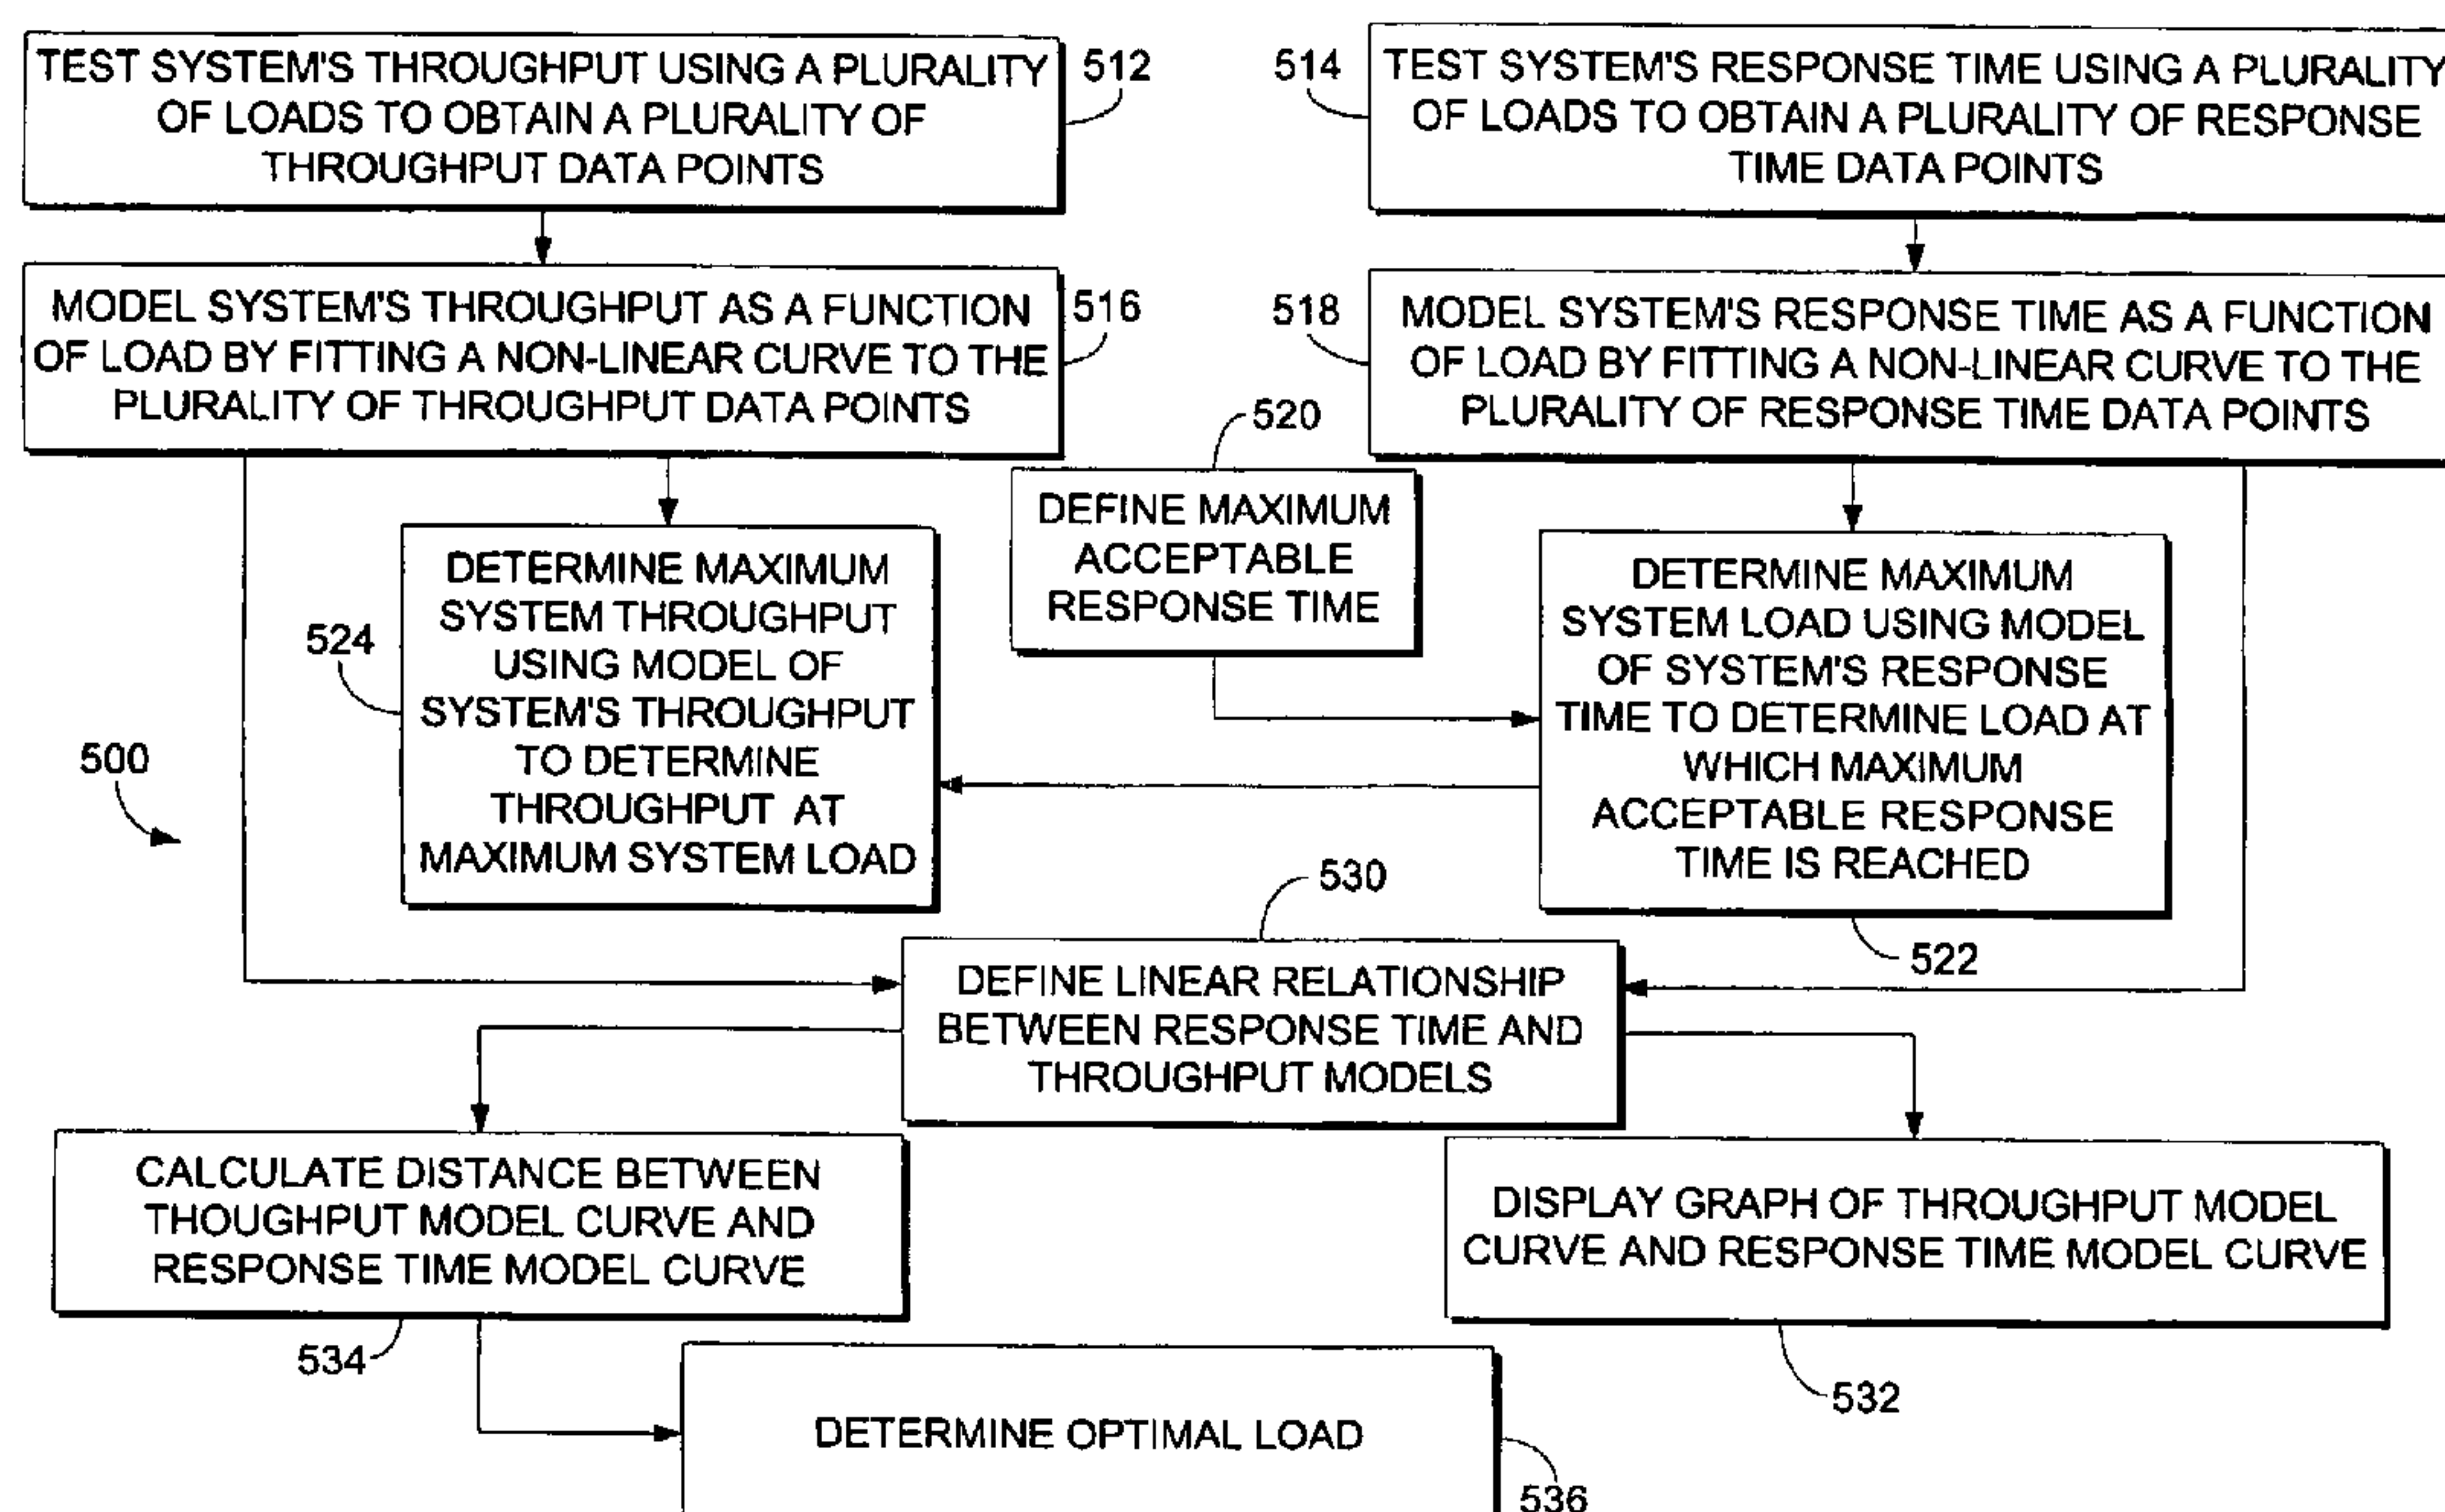 TEST SYSTEM'S THROUGHPUT USING A PLURALITY
OF LOADS TO OBTAIN A PLURALITY OF
THROUGHPUT DATA POINTS
512
514
TEST SYSTEM'S RESPONSE TIME USING A PLURALITY
OF LOADS TO OBTAIN A PLURALITY OF RESPONSE
TIME DATA POINTS
MODEL SYSTEM'S THROUGHPUT AS A FUNCTION
OF LOAD BY FITTING A NON-LINEAR CURVE TO THE
PLURALITY OF THROUGHPUT DATA POINTS
516
518
MODEL SYSTEM'S RESPONSE TIME AS A FUNCTION
OF LOAD BY FITTING A NON-LINEAR CURVE TO THE
PLURALITY OF RESPONSE TIME DATA POINTS
520
DEFINE MAXIMUM
ACCEPTABLE
RESPONSE TIME
524
DETERMINE MAXIMUM
SYSTEM THROUGHPUT
USING MODEL OF
SYSTEM'S THROUGHPUT
TO DETERMINE
THROUGHPUT AT
MAXIMUM SYSTEM LOAD
DETERMINE MAXIMUM
SYSTEM LOAD USING MODEL
OF SYSTEM'S RESPONSE
TIME TO DETERMINE LOAD AT
WHICH MAXIMUM
ACCEPTABLE RESPONSE
TIME IS REACHED
522
500
530
DEFINE LINEAR RELATIONSHIP
BETWEEN RESPONSE TIME AND
THROUGHPUT MODELS
CALCULATE DISTANCE BETWEEN
THOUGHPUT MODEL CURVE AND
RESPONSE TIME MODEL CURVE
534
DISPLAY GRAPH OF THROUGHPUT MODEL
CURVE AND RESPONSE TIME MODEL CURVE
532
DETERMINE OPTIMAL LOAD
536